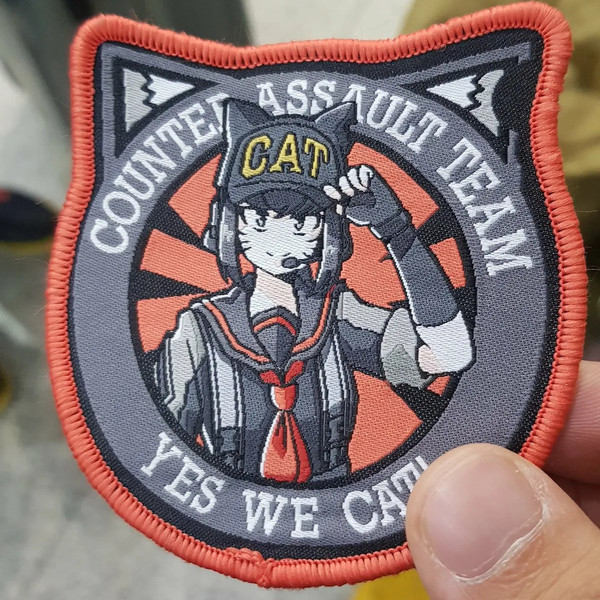 COUNTER ASSAULT TEAM
CAT
YES WE CAT!